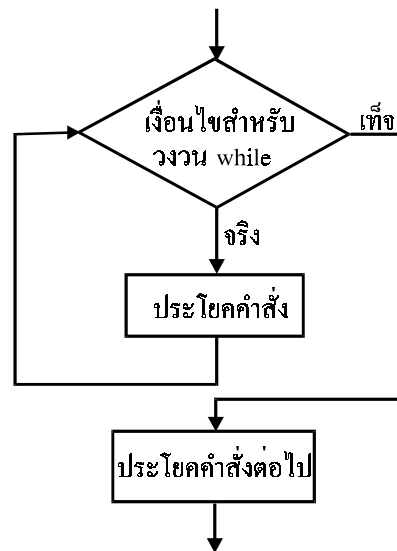 เงื่อนไขสำหรับ
วงวน while
เท็จ
จริง
ประโยคคำสั่ง
ประโยคคำสั่งต่อไป